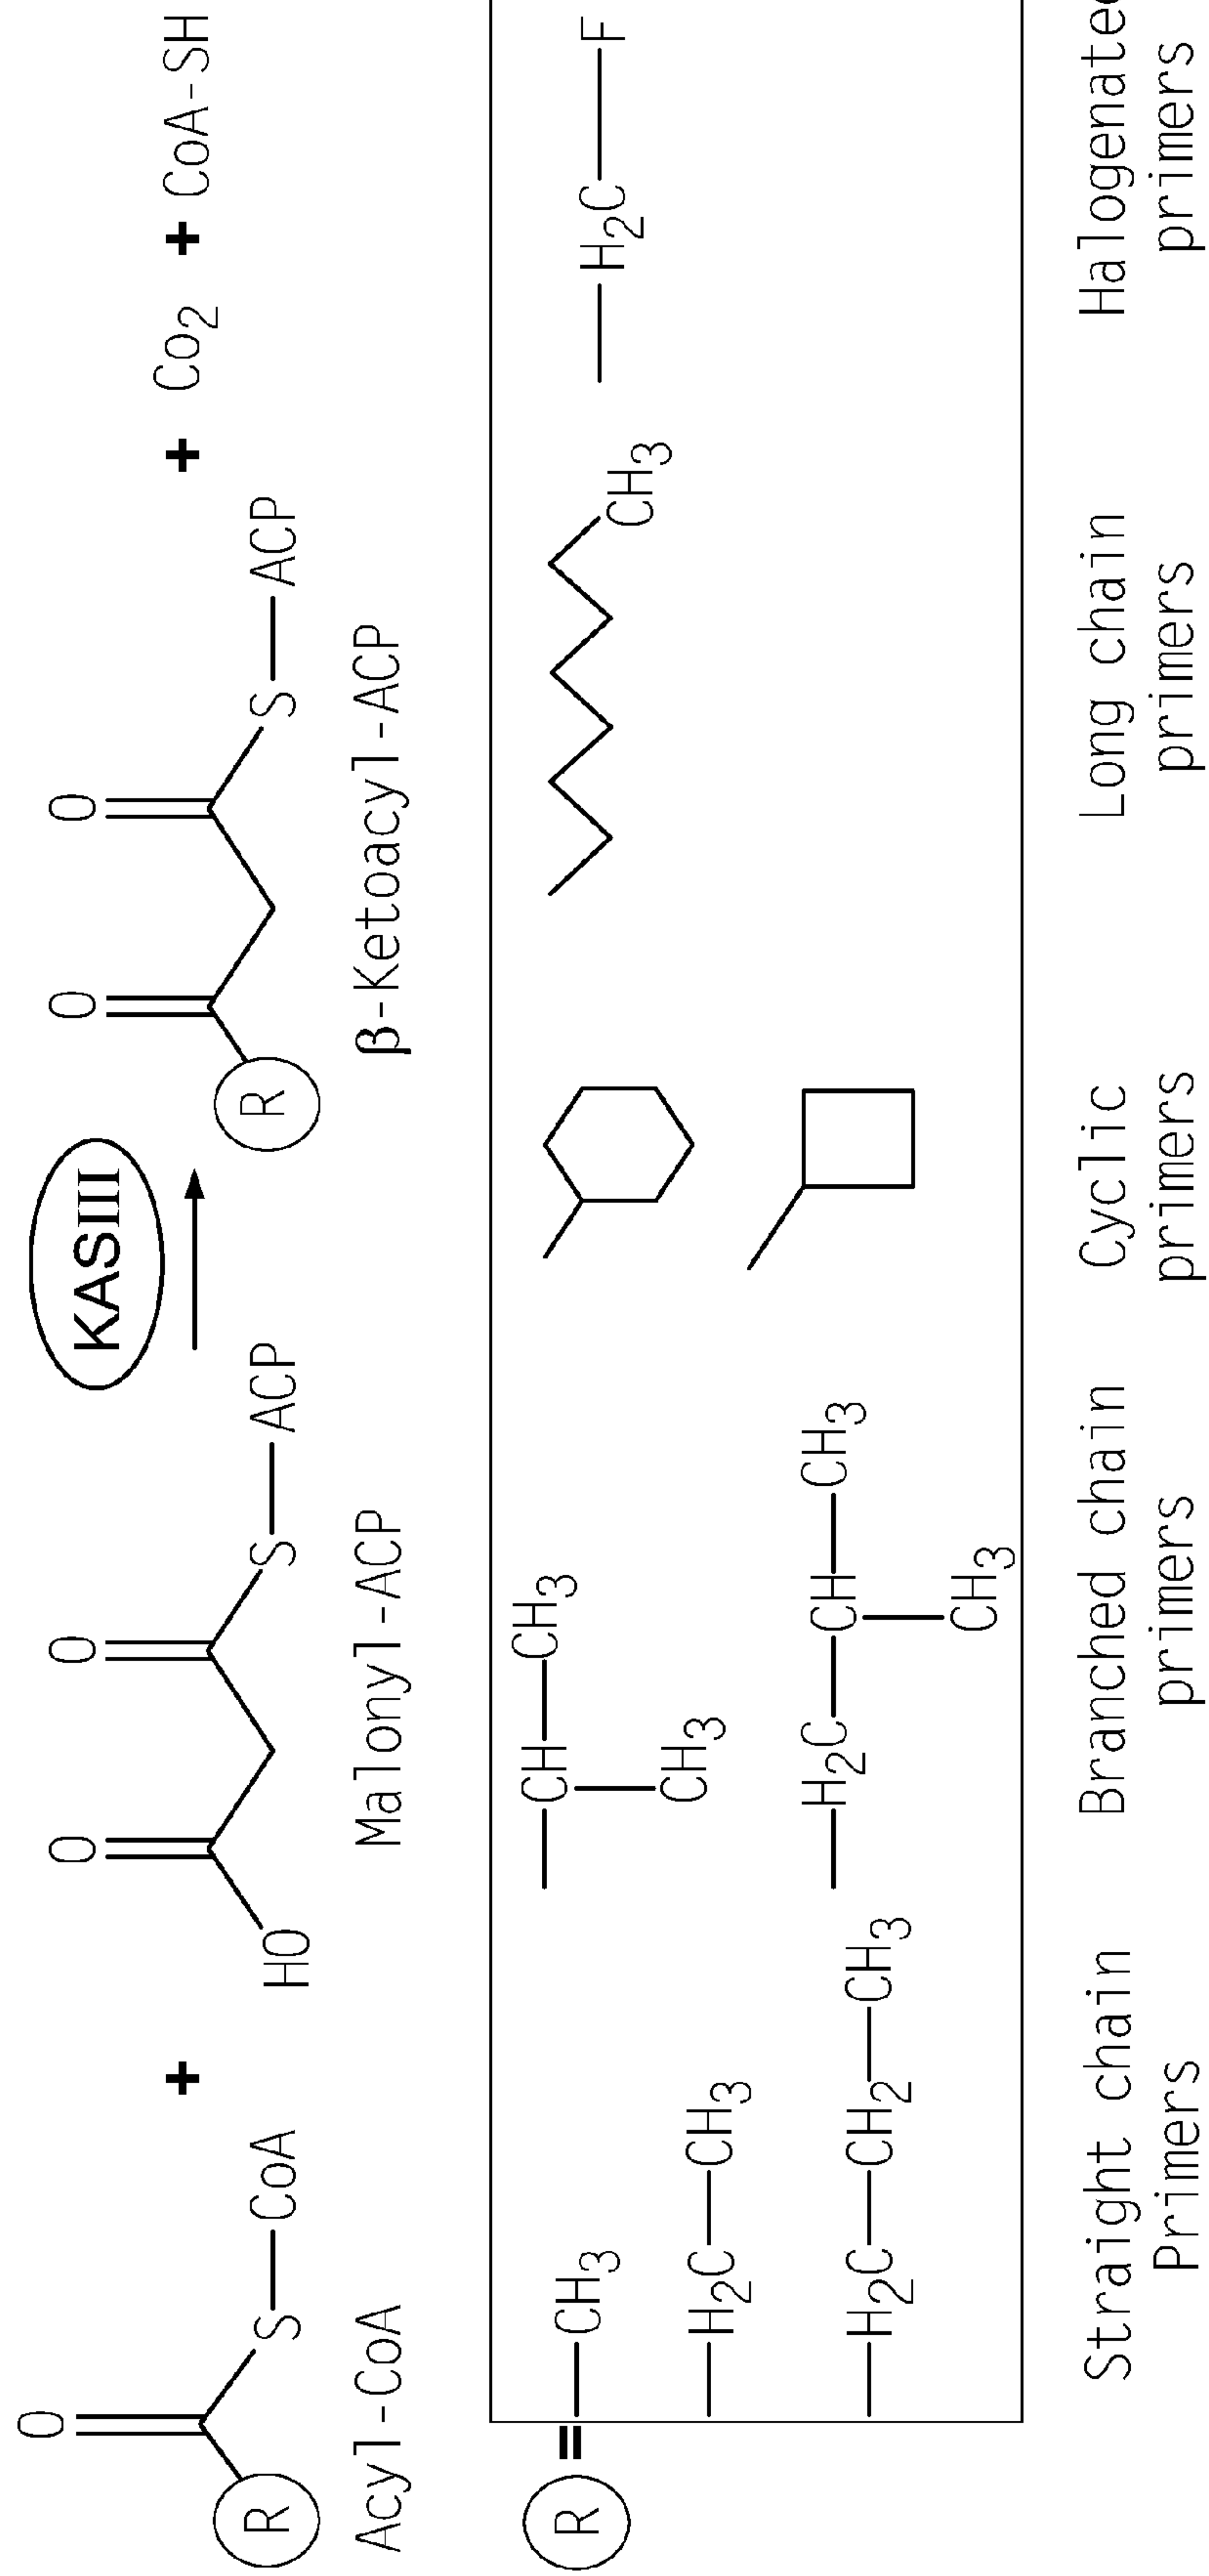 KASIII
O O O O O
R S — CoA + HO S — ACP R S — ACP + Co2 + CoA-SH
Acyl-CoA Malonyl-ACP β-Ketoacyl-ACP
R = —CH3 —CH—CH3 CH3 —H2C—F
—H2C—CH3 CH3
—H2C—CH2—CH3 —H2C—CH—CH3
CH3
Straight chain Branched chain Cyclic Long chain Halogenated
Primers primers primers primers primers